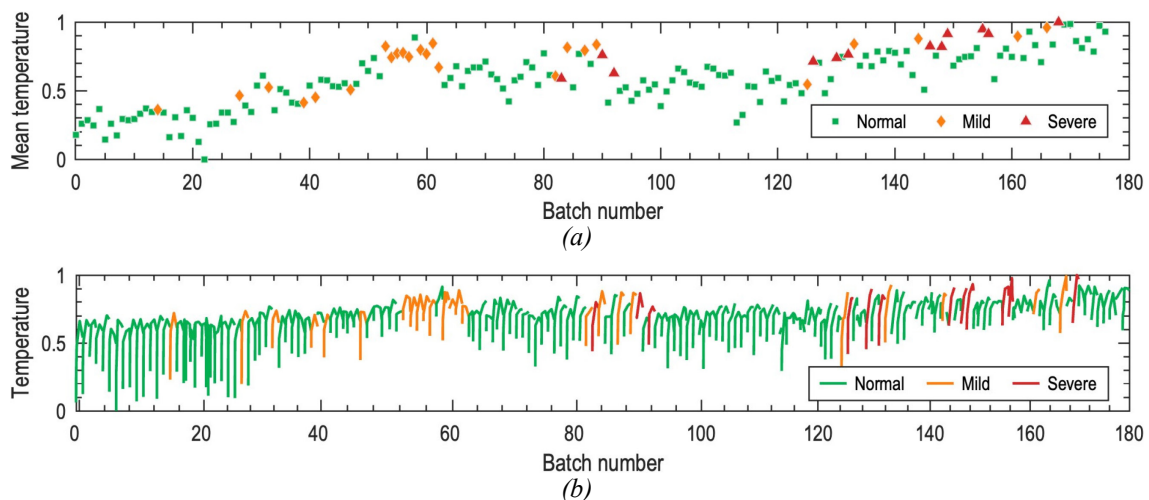 Mean temperature
1
0.5
0
Normal Mild Severe
0 20 40 60 80 100 120 140 160 180
Batch number
(a)
Temperature
1
0.5
0
Normal Mild Severe
0 20 40 60 80 100 120 140 160 180
Batch number
(b)